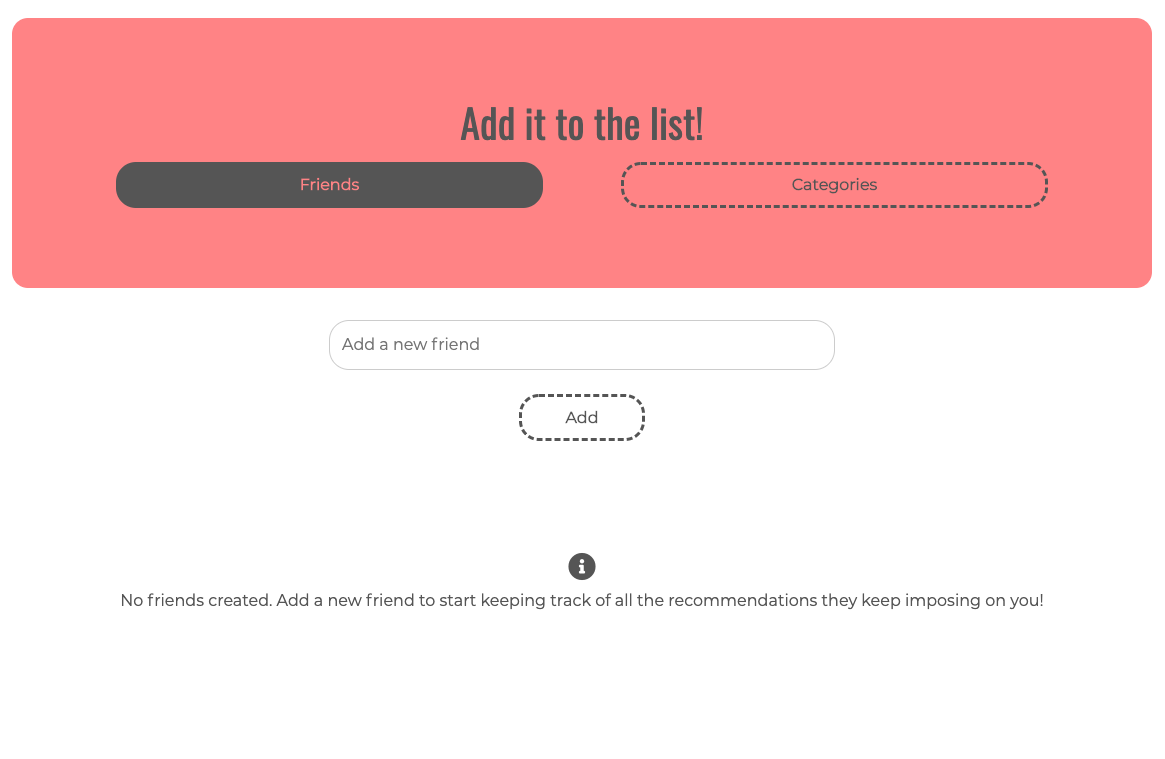 Add it to the list!
Friends
Categories
Add a new friend
Add
No friends created. Add a new friend to start keeping track of all the recommendations they keep imposing on you!